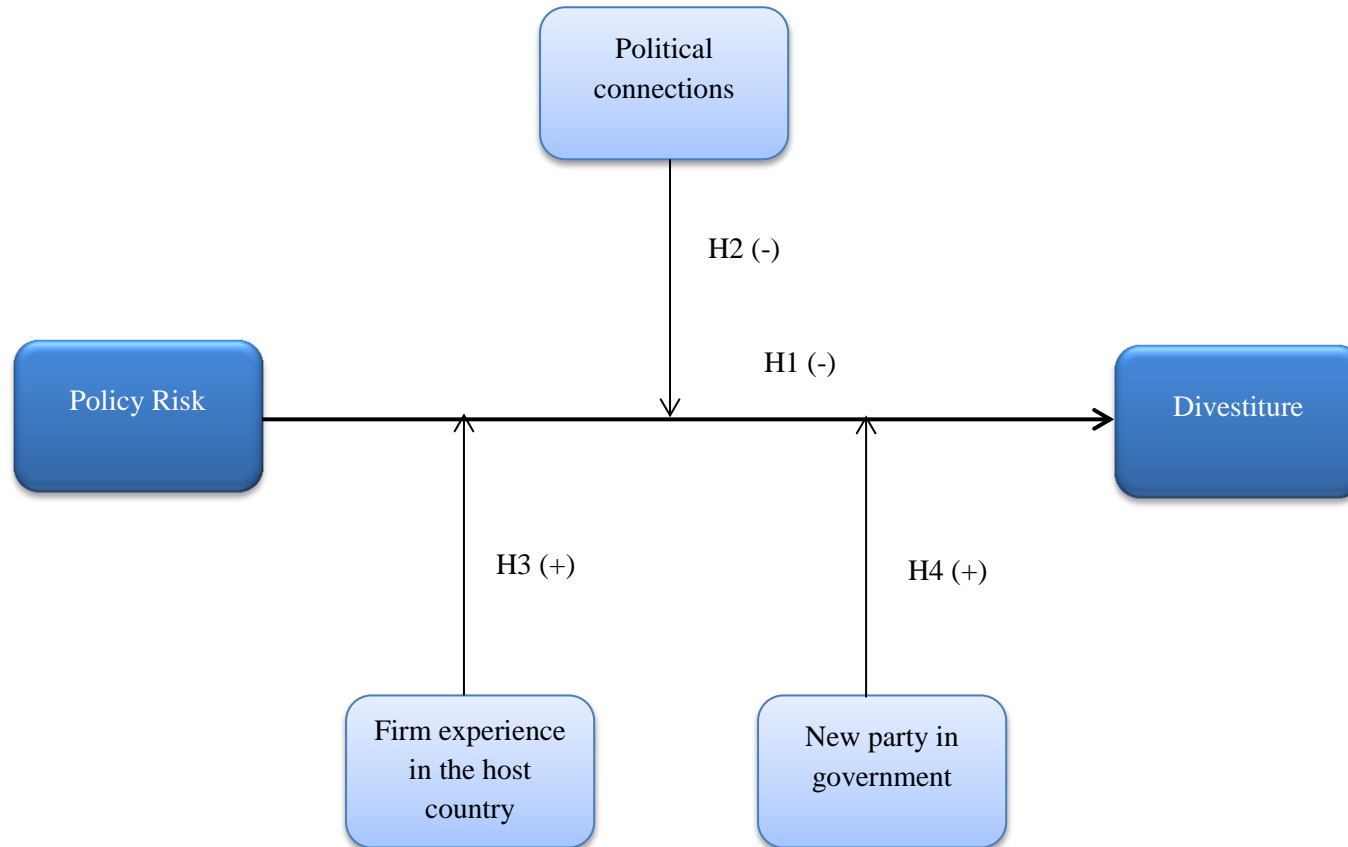 Political
connections
H2 (-)
H1 (-)
Policy Risk
Divestiture
H3 (+)
H4 (+)
Firm experience
in the host
country
New party in
government